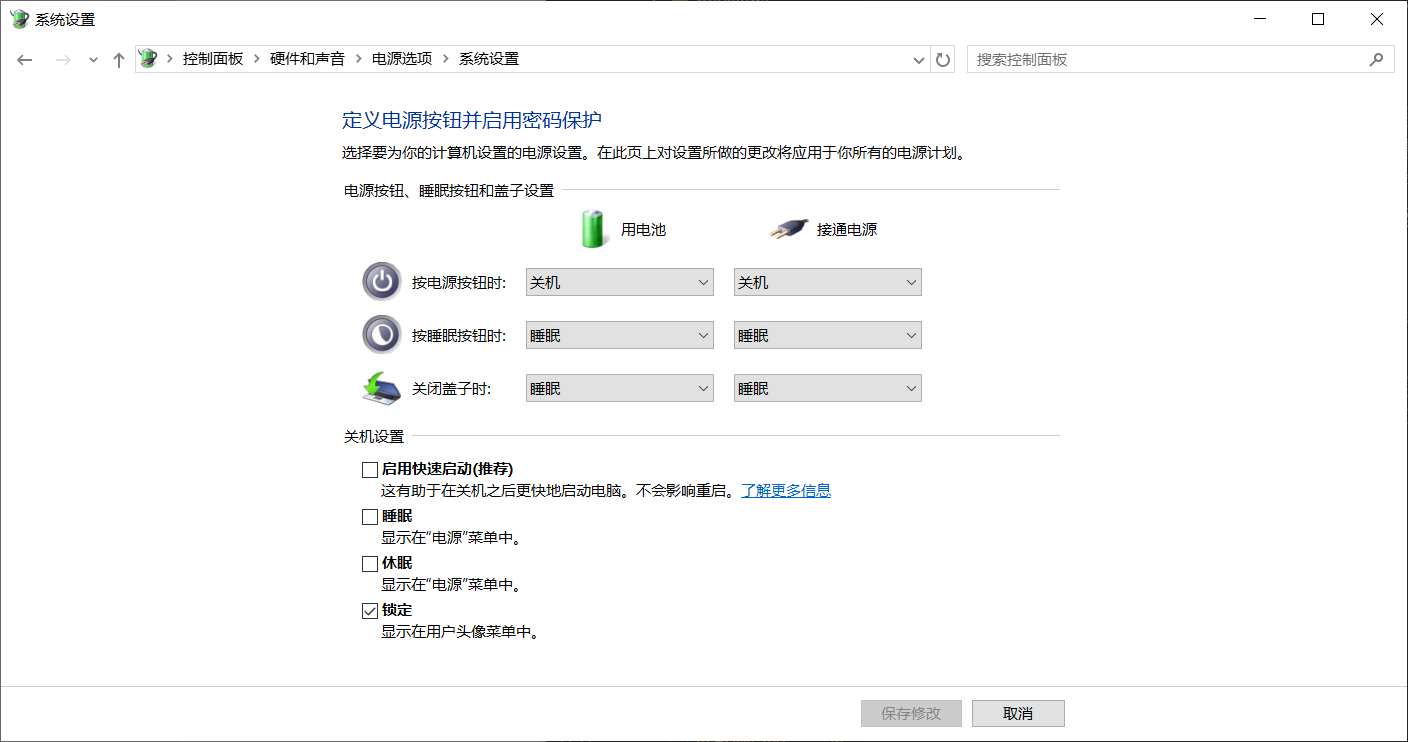 系统设置
控制面板 硬件和声音 电源选项 系统设置
搜索控制面板
定义电源按钮并启用密码保护
选择要为你的计算机设置的电源设置。在此页上对设置所做的更改将应用于你所有的电源计划。
电源按钮、睡眠按钮和盖子设置
用电池 接通电源
按电源按钮时: 关机 关机
按睡眠按钮时: 睡眠 睡眠
关闭盖子时: 睡眠 睡眠
关机设置
启用快速启动(推荐)
这有助于在关机之后更快地启动电脑。不会影响重启。了解更多信息
睡眠
显示在“电源”菜单中。
休眠
显示在“电源”菜单中。
锁定
显示在用户头像菜单中。
保存修改 取消